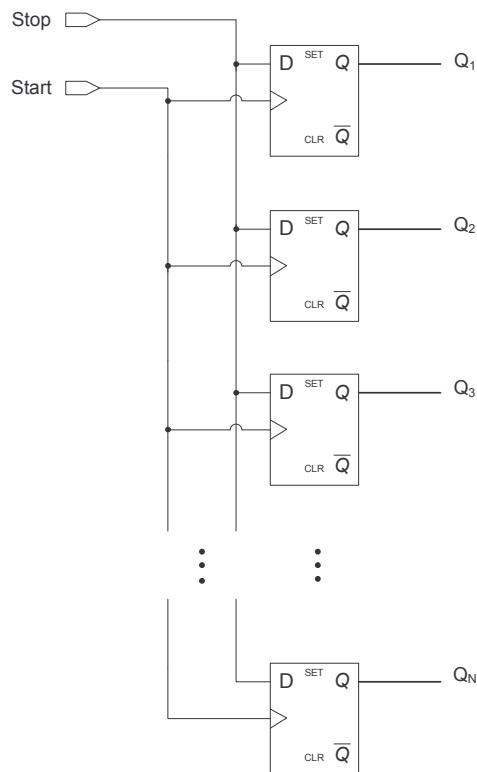 Stop
D SET Q Q1
Start
CLR Q̅
D SET Q Q2
CLR Q̅
D SET Q Q3
CLR Q̅
D SET Q QN
CLR Q̅